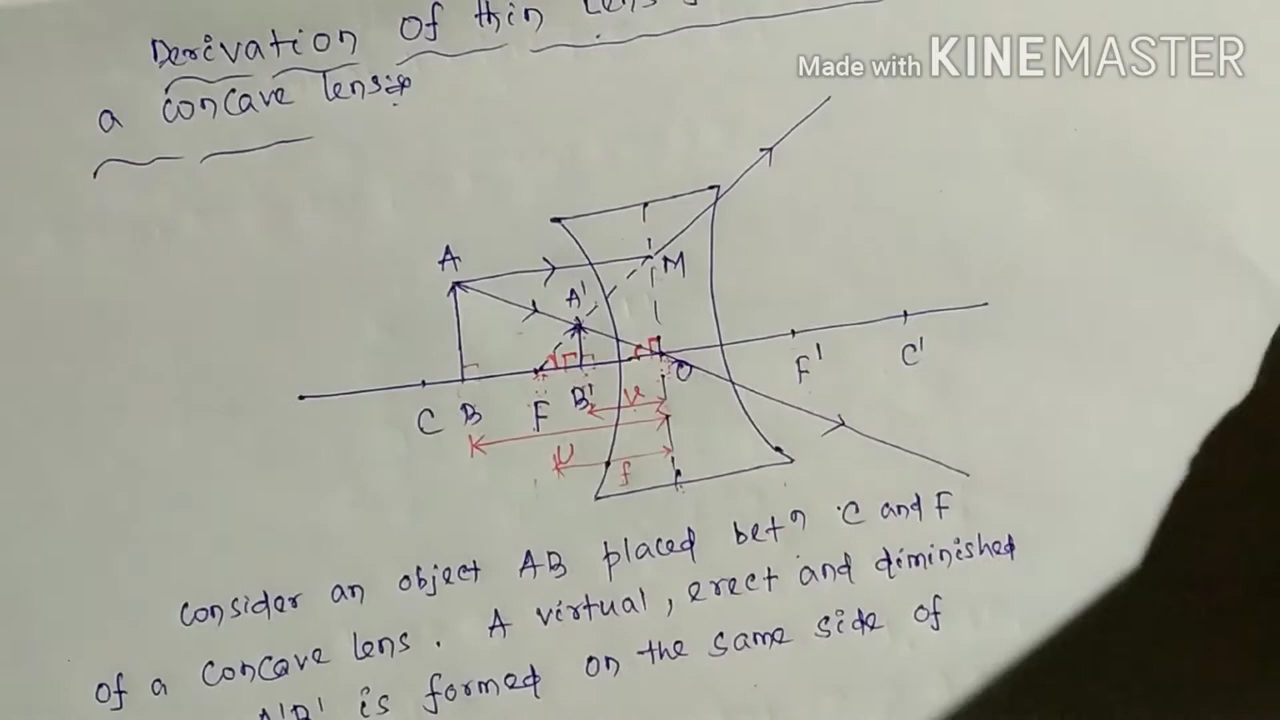 Derivation Of thin Lens
Made with KINEMASTER
a concave lens:
A
M
A'
O
F'
C'
C B F B' v
U
f
consider an object AB placed betn C and F
of a concave lens. A virtual, erect and diminished
A'B' is formed on the same side of